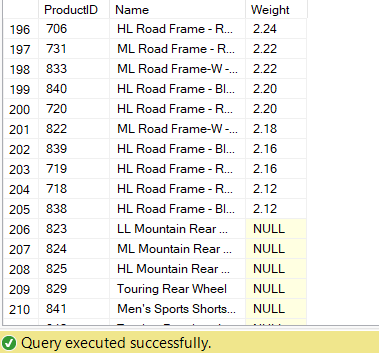 ProductID Name Weight
196 706 HL Road Frame - R... 2.24
197 731 ML Road Frame - R... 2.22
198 833 ML Road Frame-W -... 2.22
199 840 HL Road Frame - Bl... 2.20
200 720 HL Road Frame - R... 2.20
201 822 ML Road Frame-W -... 2.18
202 839 HL Road Frame - Bl... 2.16
203 719 HL Road Frame - R... 2.16
204 718 HL Road Frame - R... 2.12
205 838 HL Road Frame - Bl... 2.12
206 823 LL Mountain Rear ... NULL
207 824 ML Mountain Rear ... NULL
208 825 HL Mountain Rear ... NULL
209 829 Touring Rear Wheel NULL
210 841 Men's Sports Shorts... NULL
Query executed successfully.